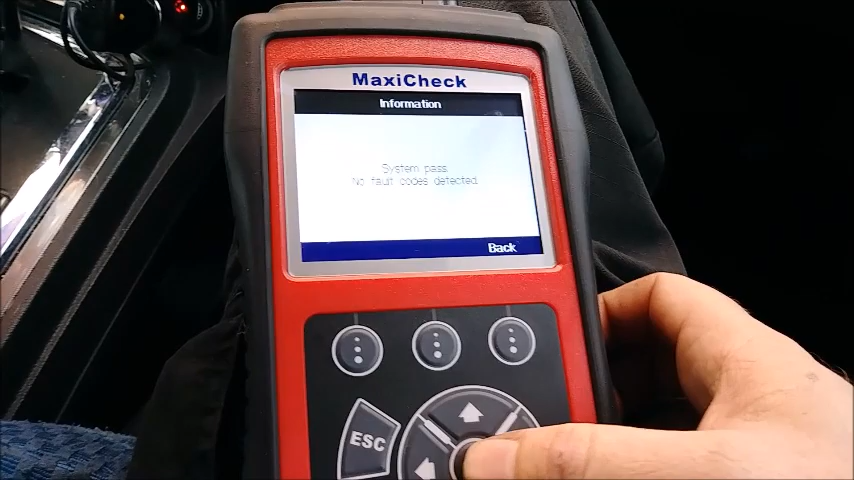 MaxiCheck
Information
System pass.
No fault codes detected.
Back
Esc